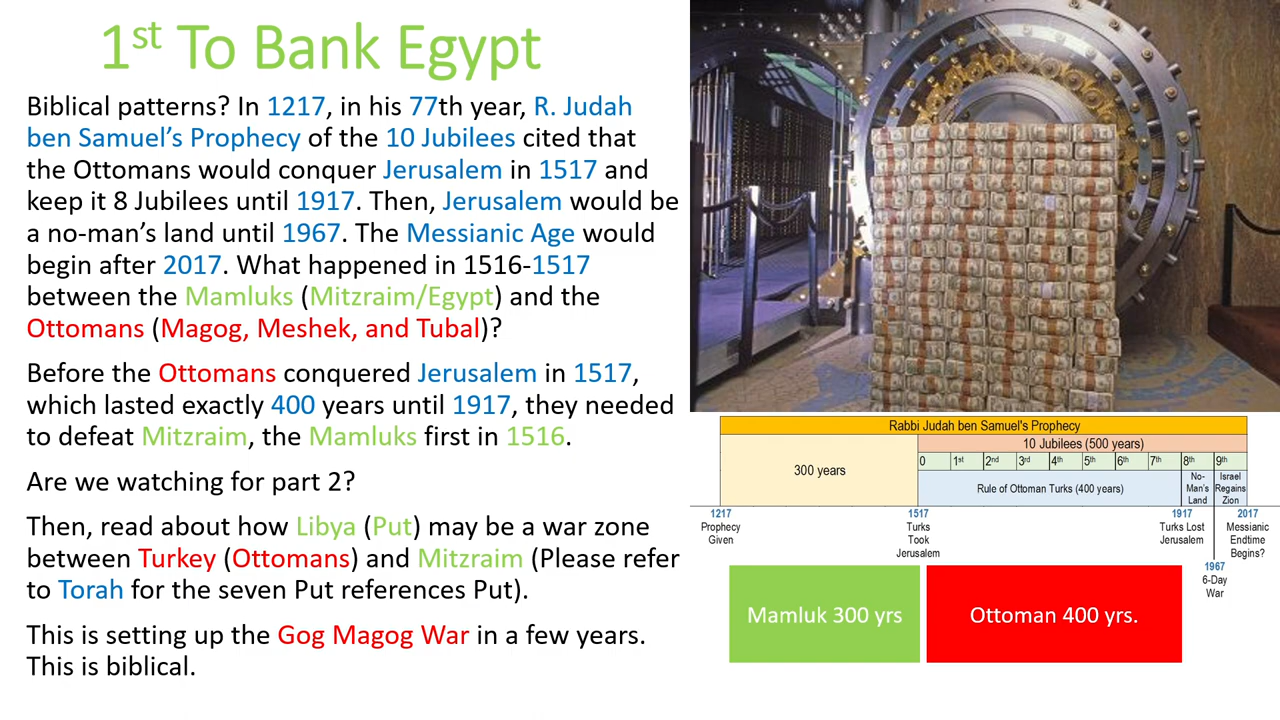 1st To Bank Egypt
Biblical patterns? In 1217, in his 77th year, R. Judah
ben Samuel’s Prophecy of the 10 Jubilees cited that
the Ottomans would conquer Jerusalem in 1517 and
keep it 8 Jubilees until 1917. Then, Jerusalem would be
a no-man’s land until 1967. The Messianic Age would
begin after 2017. What happened in 1516-1517
between the Mamluks (Mitzraim/Egypt) and the
Ottomans (Magog, Meshek, and Tubal)?
Before the Ottomans conquered Jerusalem in 1517,
which lasted exactly 400 years until 1917, they needed
to defeat Mitzraim, the Mamluks first in 1516.
Are we watching for part 2?
Then, read about how Libya (Put) may be a war zone
between Turkey (Ottomans) and Mitzraim (Please refer
to Torah for the seven Put references Put).
This is setting up the Gog Magog War in a few years.
This is biblical.
Rabbi Judah ben Samuel's Prophecy
300 years
10 Jubilees (500 years)
0 1st 2nd 3rd 4th 5th 6th 7th 8th 9th
Rule of Ottoman Turks (400 years)
No-
Man's
Land
Israel
Regains
Zion
1217
Prophecy
Given
1517
Turks
Took
Jerusalem
1917
Turks Lost
Jerusalem
1967
6-Day
War
2017
Messianic
Endtime
Begins?
Mamluk 300 yrs
Ottoman 400 yrs.